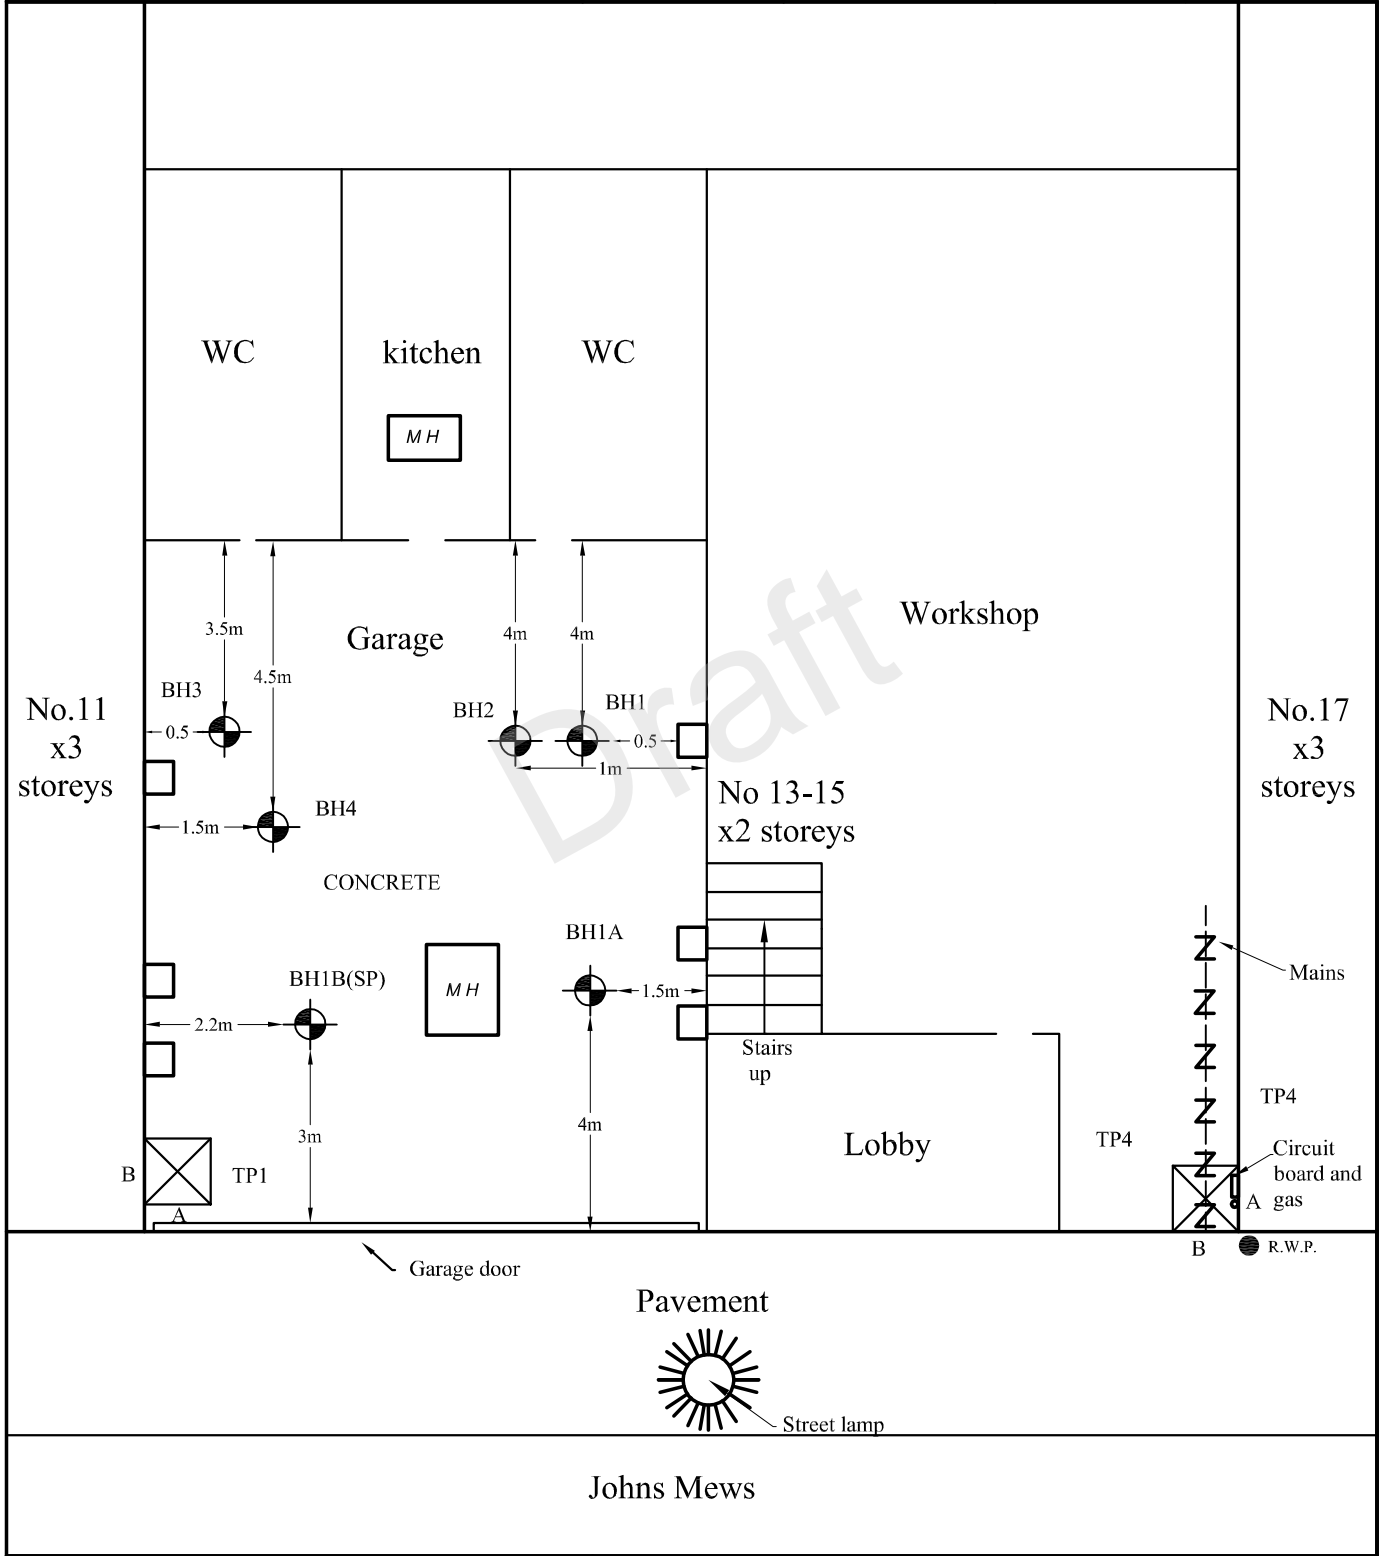 WC
kitchen
WC
MH
3.5m
Garage
4m
4m
Workshop
4.5m
BH3
BH2
BH1
No.11
x3
storeys
No.17
x3
storeys
0.5
0.5
1m
Draft
No 13-15
x2 storeys
BH4
1.5m
CONCRETE
BH1A
BH1B(SP)
MH
1.5m
Mains
2.2m
Stairs
up
TP4
3m
4m
Lobby
TP4
Circuit
board and
gas
B
TP1
A
A
B
R.W.P.
Garage door
Pavement
Street lamp
Johns Mews